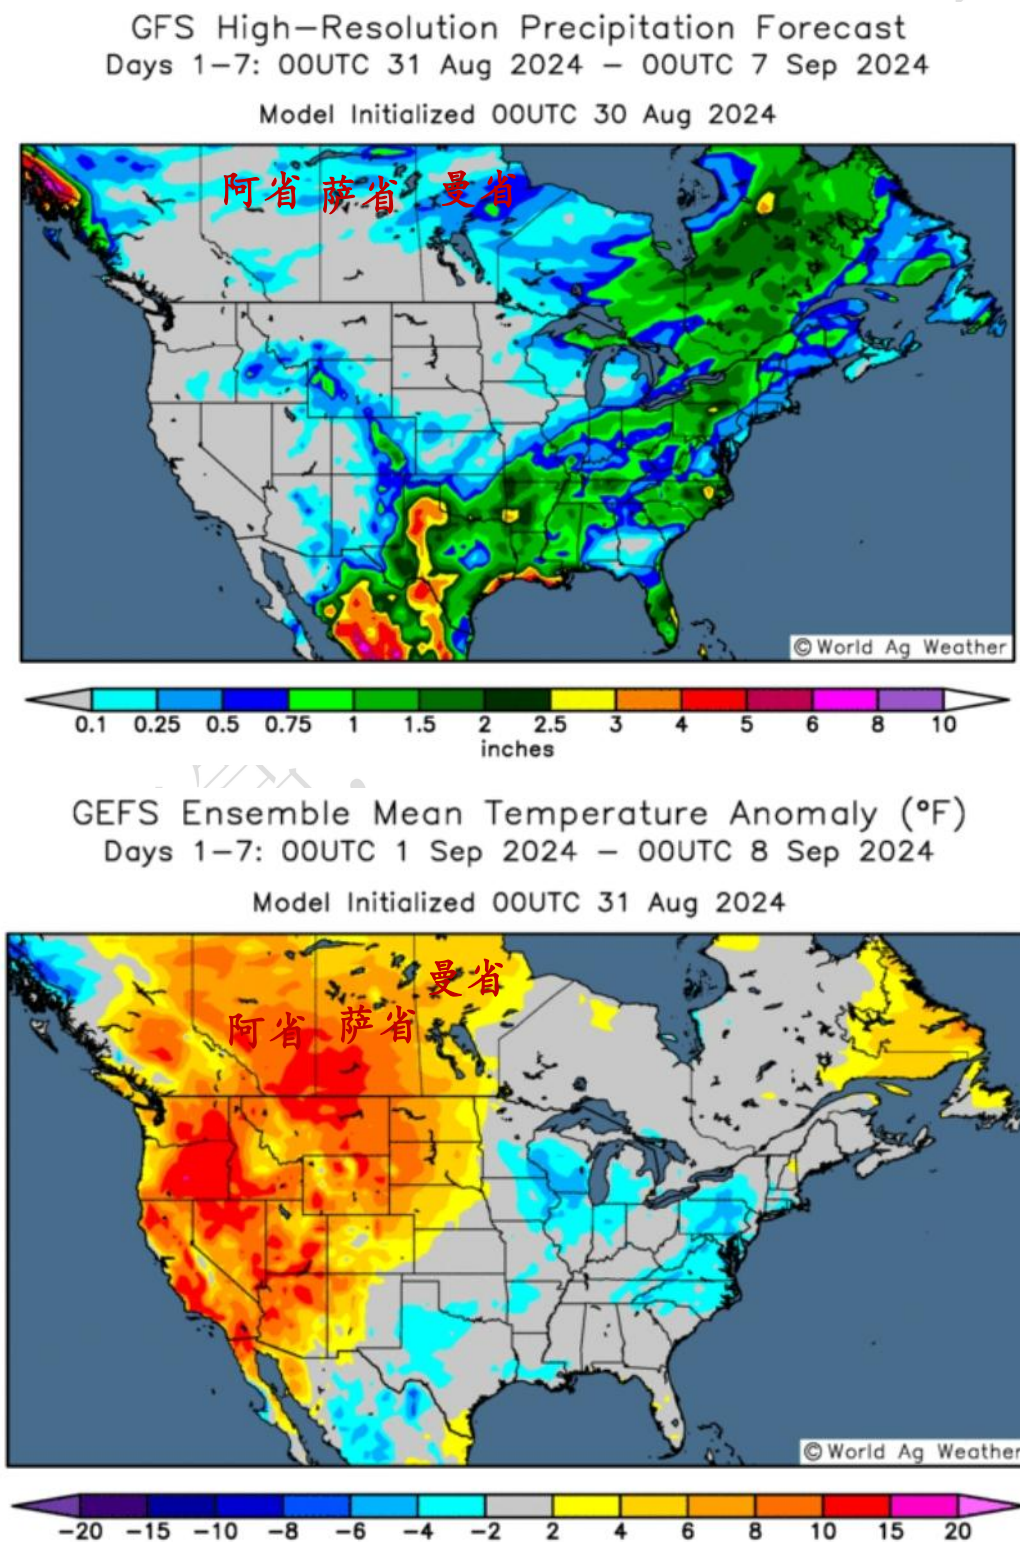 GFS High-Resolution Precipitation Forecast
Days 1-7: 00UTC 31 Aug 2024 - 00UTC 7 Sep 2024
Model Initialized 00UTC 30 Aug 2024
阿省 萨省 曼省
©World Ag Weather
0.1 0.25 0.5 0.75 1 1.5 2 2.5 3 4 5 6 8 10
inches
GEFS Ensemble Mean Temperature Anomaly (°F)
Days 1-7: 00UTC 1 Sep 2024 - 00UTC 8 Sep 2024
Model Initialized 00UTC 31 Aug 2024
曼省
阿省 萨省
©World Ag Weather
-20 -15 -10 -8 -6 -4 -2 2 4 6 8 10 15 20